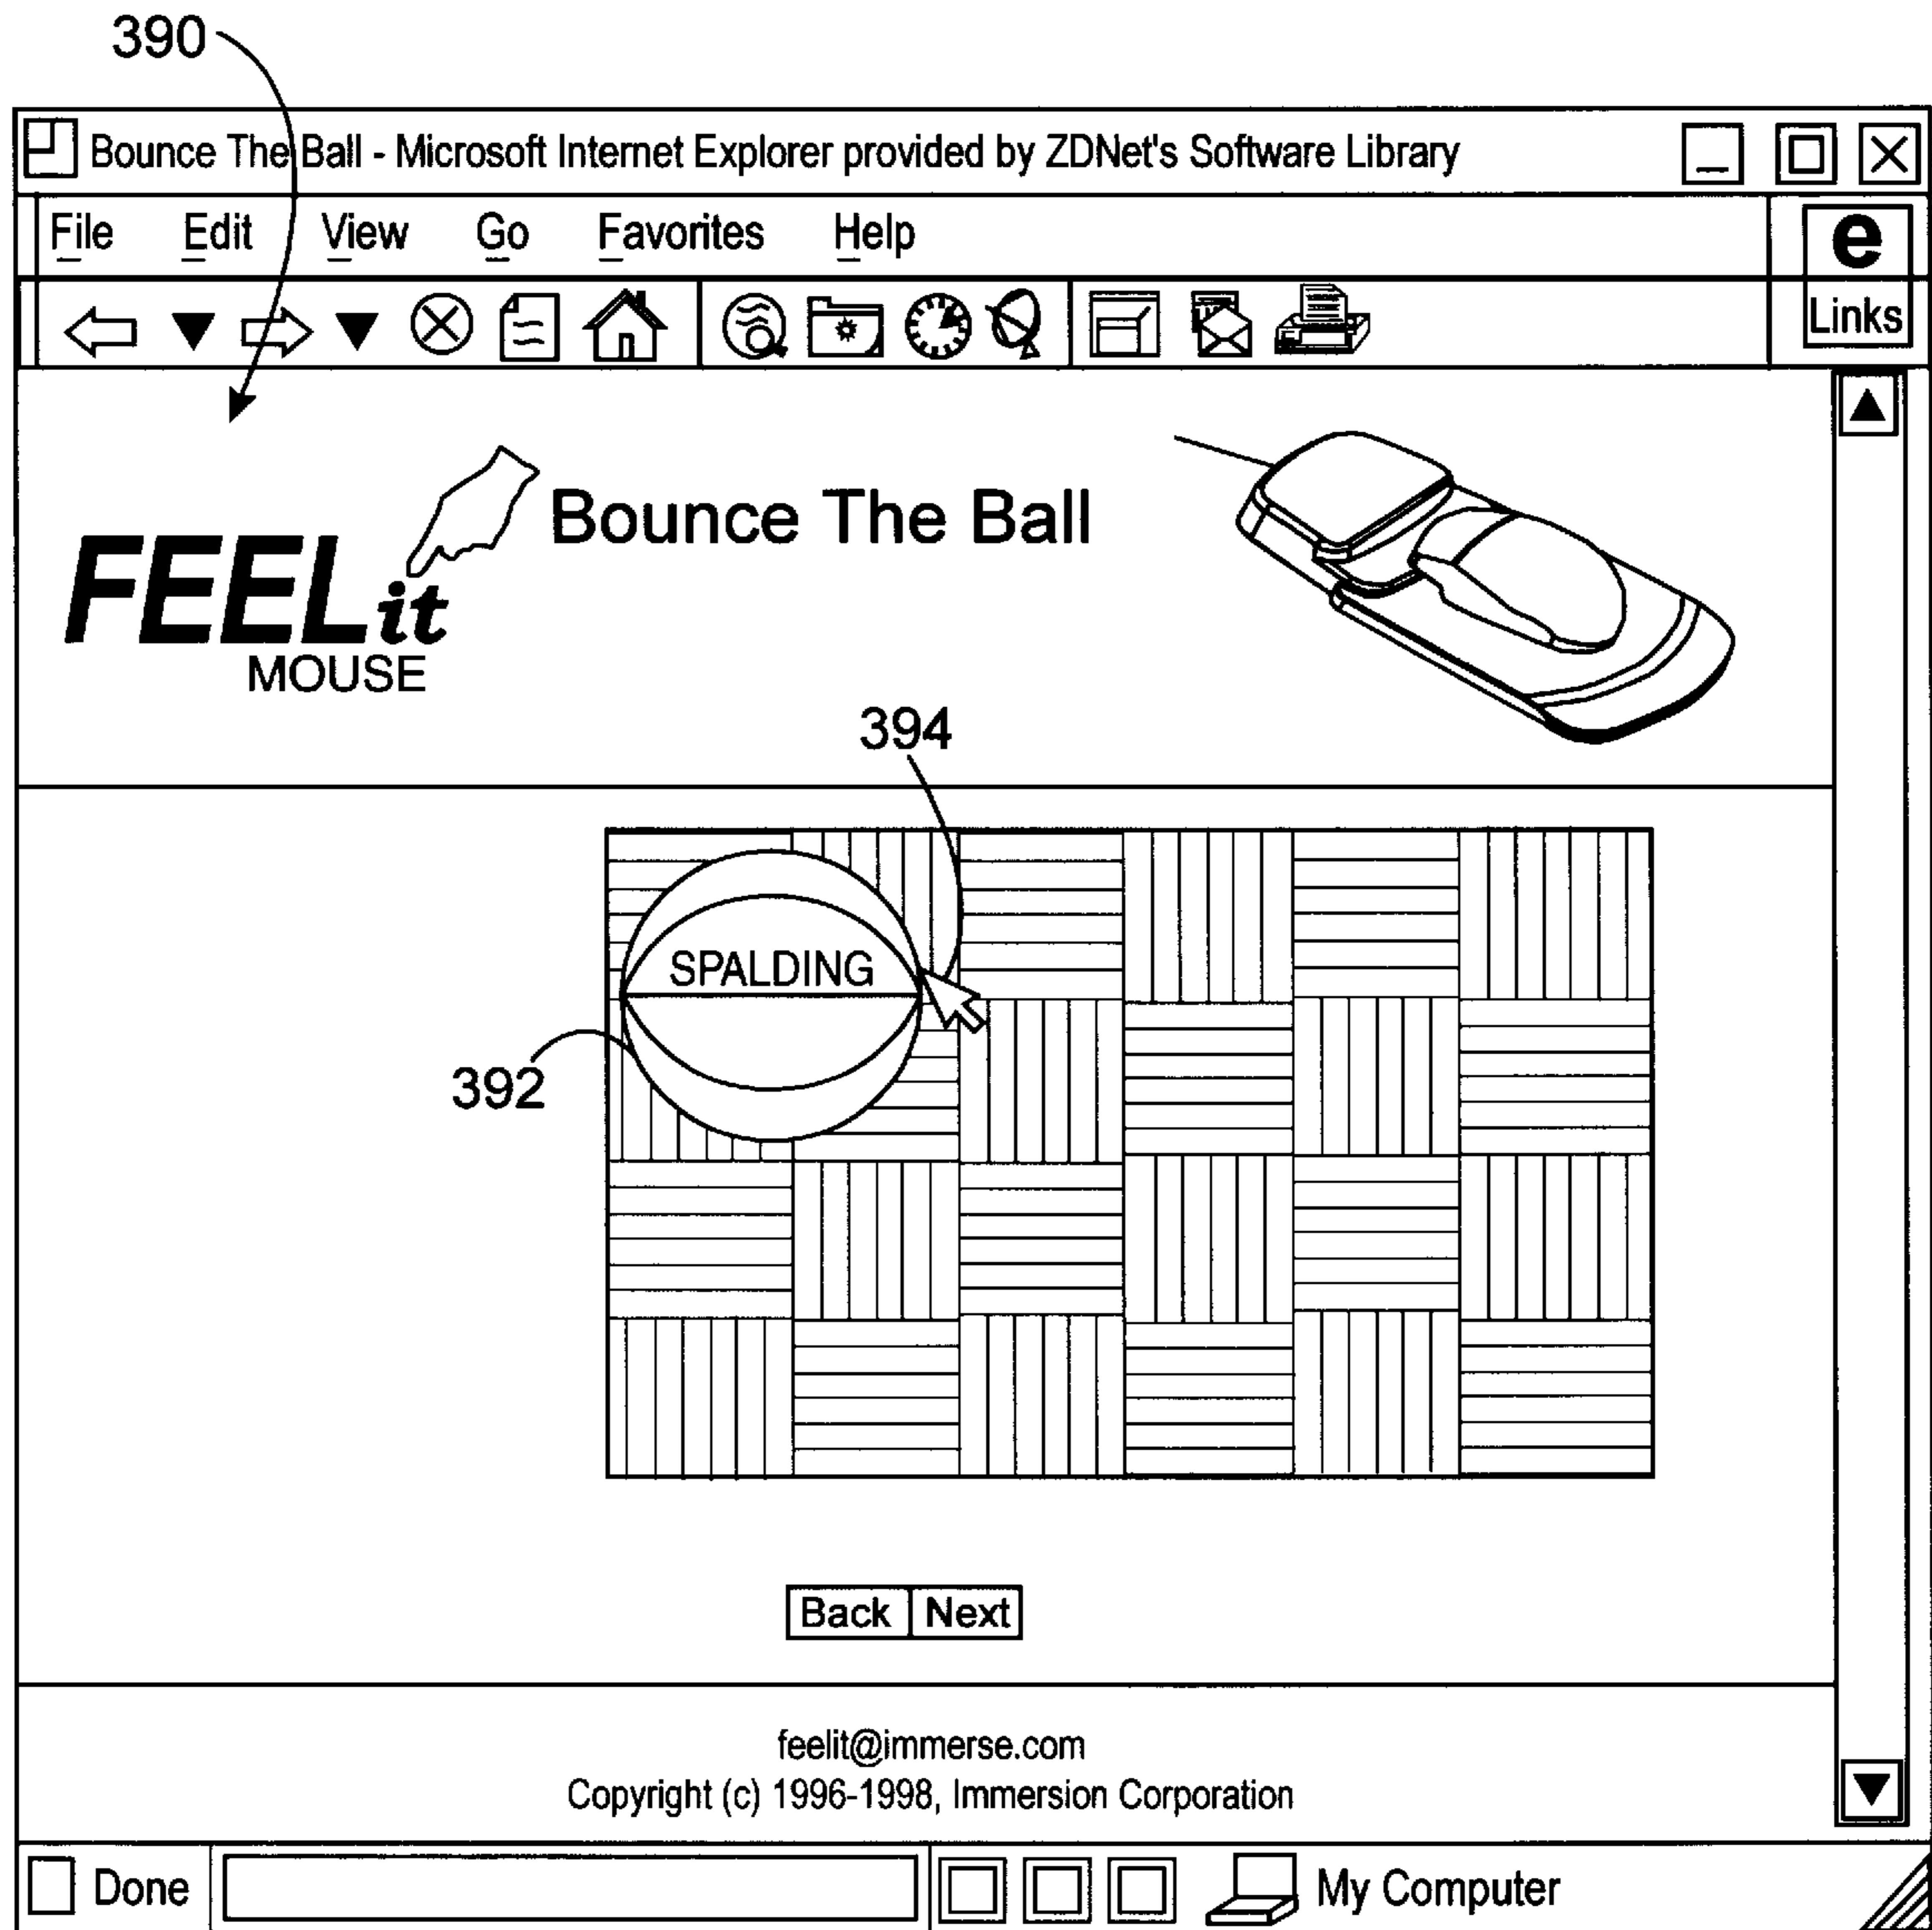 390
Bounce The Ball - Microsoft Internet Explorer provided by ZDNet's Software Library
File Edit View Go Favorites Help
e
Links
Bounce The Ball
FEELit
MOUSE
394
SPALDING
392
Back Next
feelit@immerse.com
Copyright (c) 1996-1998, Immersion Corporation
Done My Computer